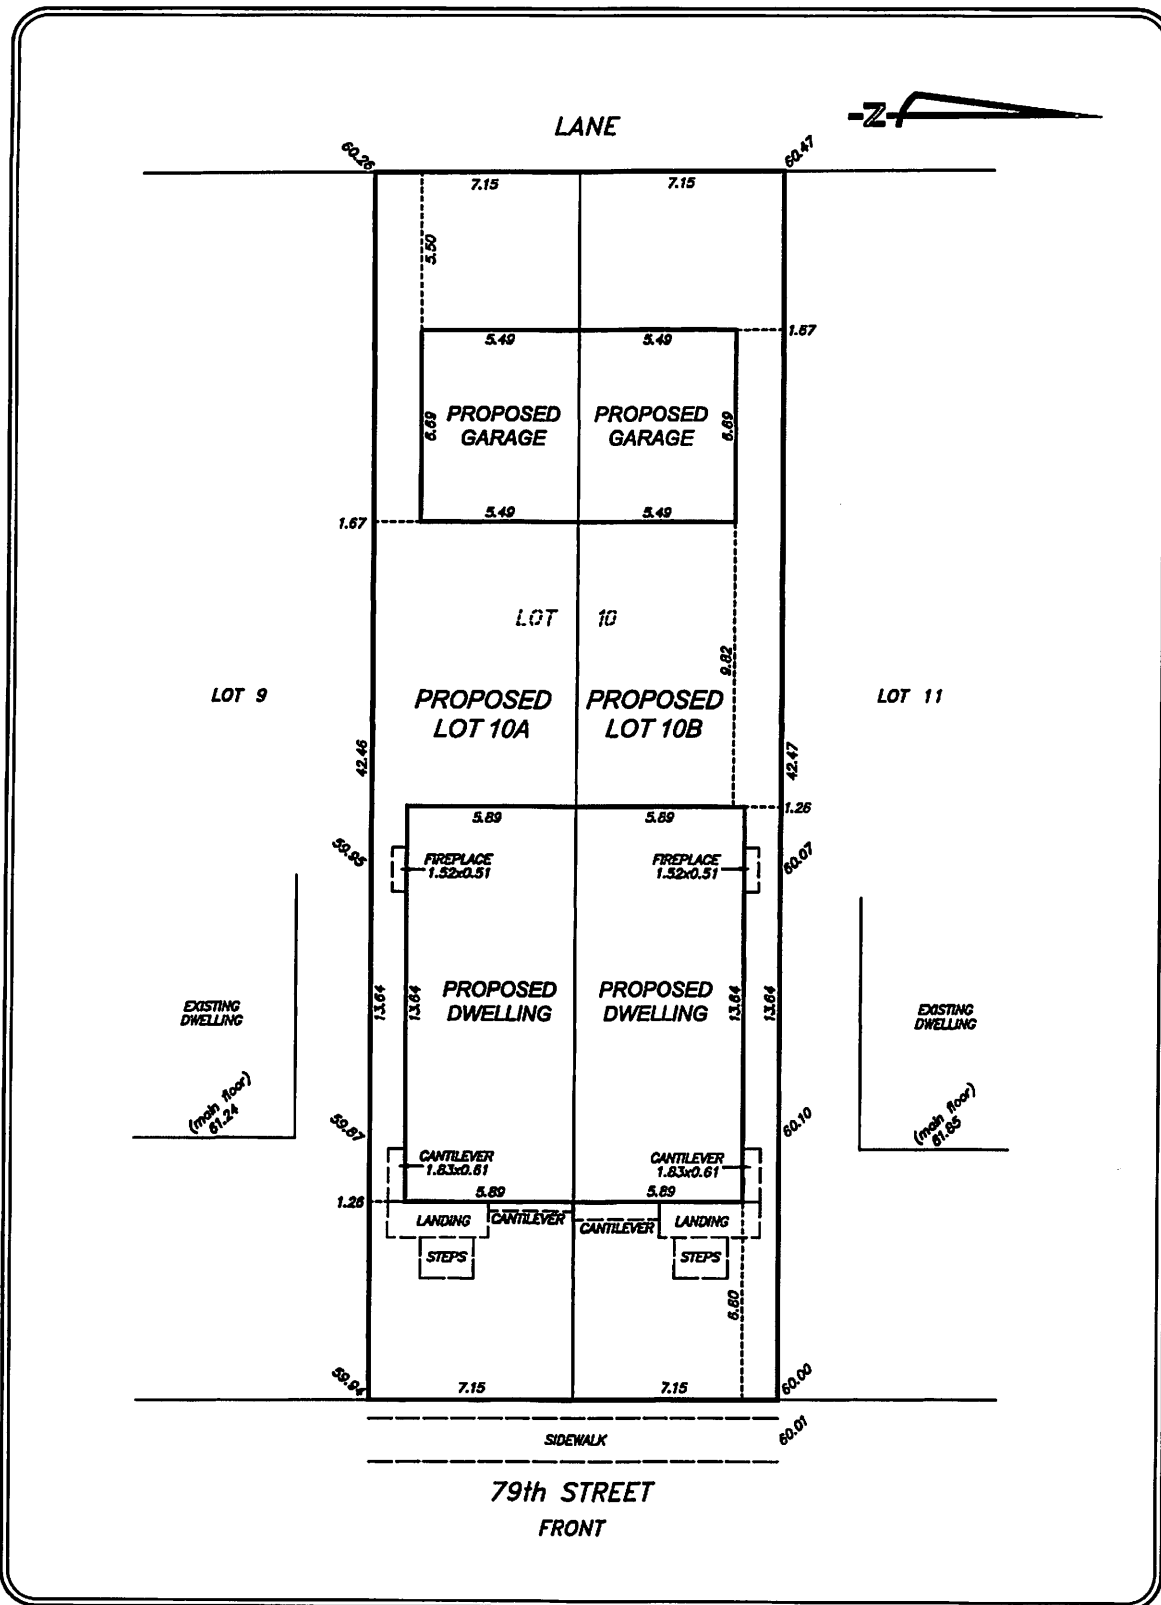 LANE
-Z-
60.26
60.47
7.15
7.15
5.50
1.67
5.49
5.49
PROPOSED
GARAGE
PROPOSED
GARAGE
6.69
6.69
5.49
5.49
1.67
LOT 10
9.82
LOT 9
LOT 11
PROPOSED
LOT 10A
PROPOSED
LOT 10B
42.46
42.47
5.89
5.89
1.26
59.95
FIREPLACE
1.52x0.51
FIREPLACE
1.52x0.51
60.07
PROPOSED
DWELLING
PROPOSED
DWELLING
13.64
13.64
13.64
13.64
EXISTING
DWELLING
EXISTING
DWELLING
(main floor)
61.24
(main floor)
61.85
59.87
60.10
CANTILEVER
1.83x0.61
CANTILEVER
1.83x0.61
1.26
5.89
5.89
LANDING
CANTILEVER
CANTILEVER
LANDING
STEPS
STEPS
6.80
59.94
7.15
7.15
60.00
60.01
SIDEWALK
79th STREET
FRONT